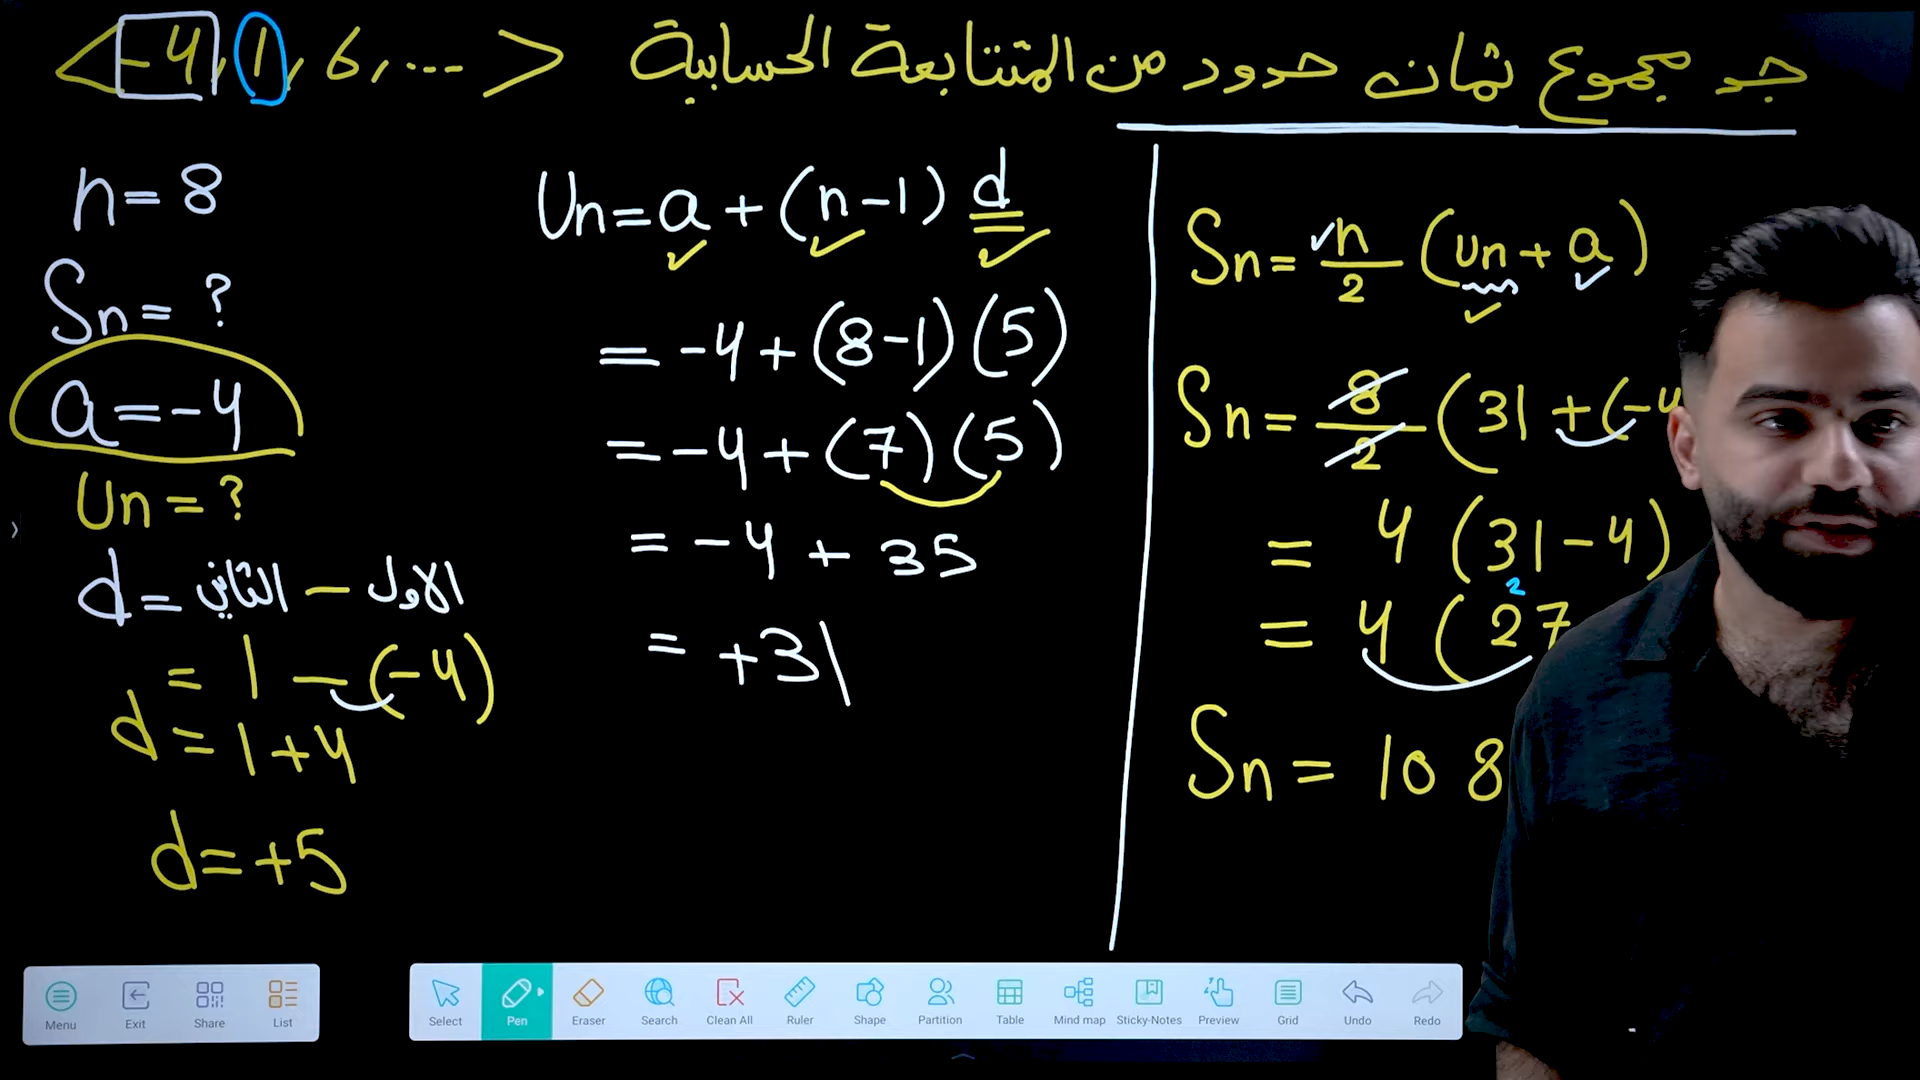 جد مجموع ثمان حدود من المتتابعة الحسابية <-4, 1, 6, ...>
n = 8
Sn = ?
a = -4
Un = ?
d = الثاني - الاول
= 1 - (-4)
d = 1 + 4
d = +5
Un = a + (n-1) d
= -4 + (8-1) (5)
= -4 + (7) (5)
= -4 + 35
= +31
Sn = n/2 (Un + a)
Sn = 8/2 (31 + (-4
= 4 (31 - 4)
2
= 4 (27
Sn = 108
Menu Exit Share List
Select Pen Eraser Search Clean All Ruler Shape Partition Table Mind map Sticky-Notes Preview Grid Undo Redo